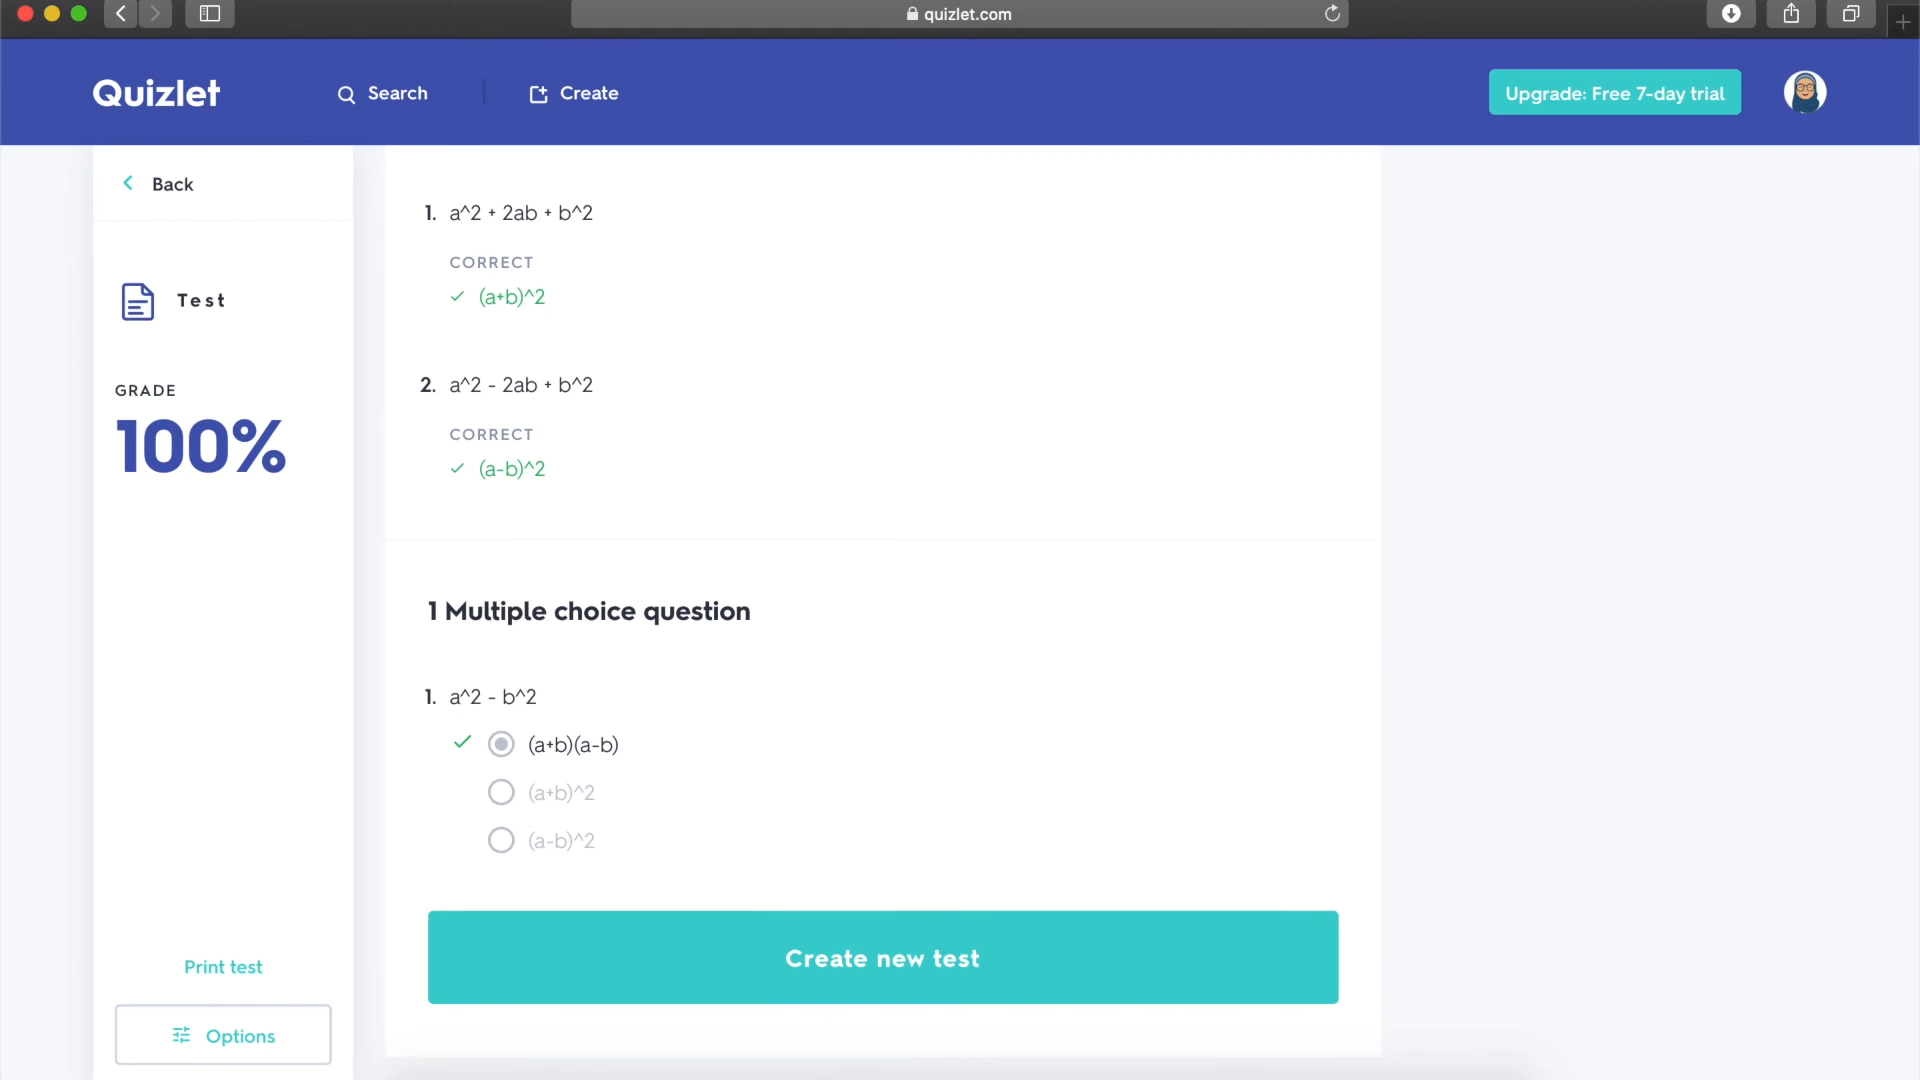 quizlet.com
Quizlet
Search
Create
Upgrade: Free 7-day trial
Back
Test
GRADE
100%
Print test
Options
1. a^2 + 2ab + b^2
CORRECT
(a+b)^2
2. a^2 - 2ab + b^2
CORRECT
(a-b)^2
1 Multiple choice question
1. a^2 - b^2
(a+b)(a-b)
(a+b)^2
(a-b)^2
Create new test